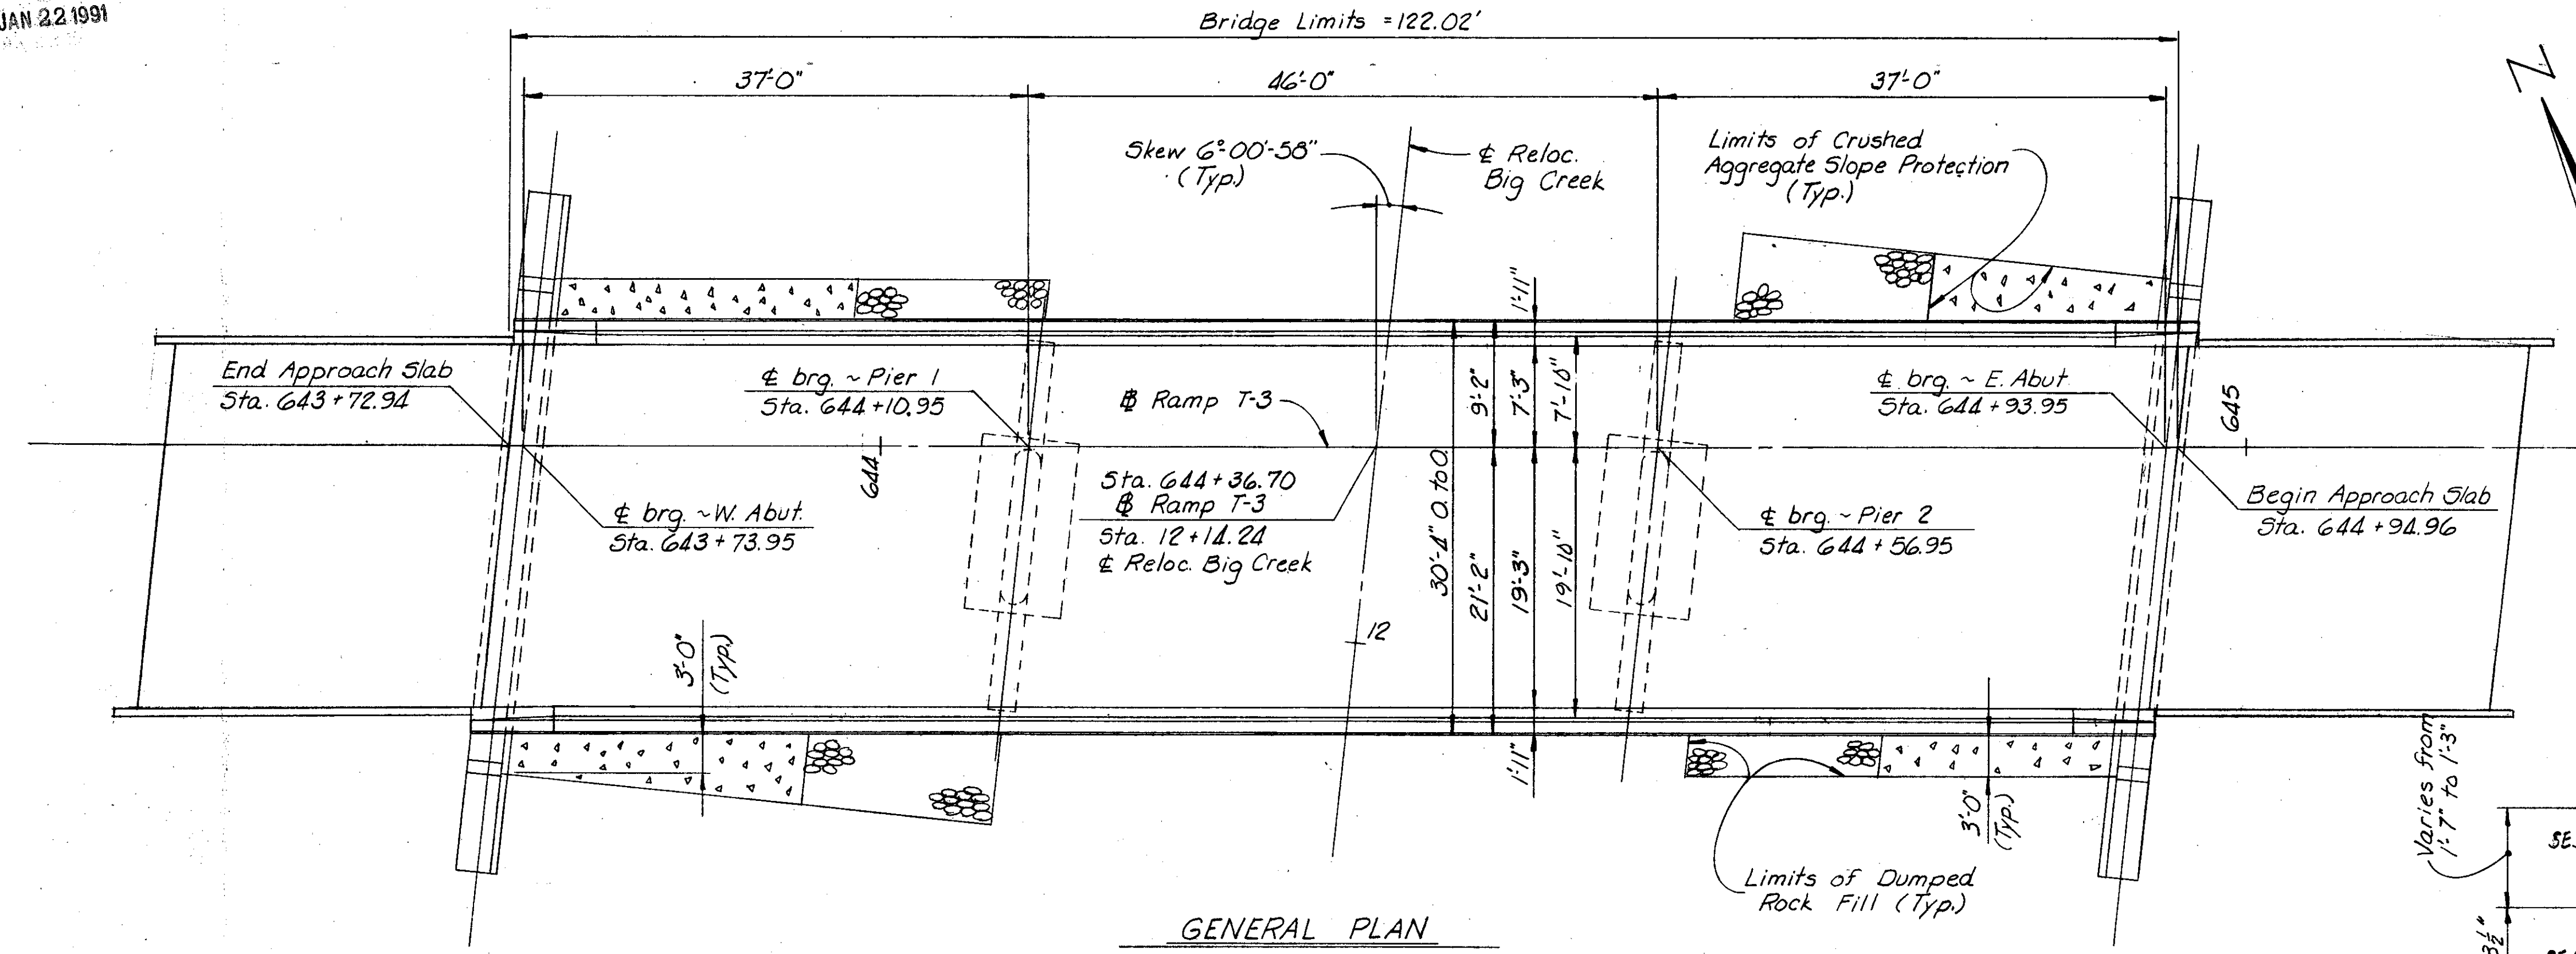 JAN 22 1991
Bridge Limits = 122.02'
37'-0"
46'-0"
37'-0"
Skew 6°-00'-58"
(Typ.)
℄ Reloc.
Big Creek
Limits of Crushed
Aggregate Slope Protection
(Typ.)
N
End Approach Slab
Sta. 643+72.94
℄ brg. ~ Pier 1
Sta. 644+10.95
Ramp T-3
1'-11"
9'-2"
7'-3"
7'-10"
℄ brg. ~ E. Abut.
Sta. 644+93.95
645
644
℄ brg. ~ W. Abut.
Sta. 643+73.95
Sta. 644+36.70
Ramp T-3
Sta. 12+14.24
℄ Reloc. Big Creek
30'-4" O. to O.
21'-2"
19'-3"
19'-10"
℄ brg. ~ Pier 2
Sta. 644+56.95
Begin Approach Slab
Sta. 644+94.96
12
3'-0"
(Typ.)
1'-11"
3'-0"
(Typ.)
Varies from
1'-7" to 1'-3"
SE.
Limits of Dumped
Rock Fill (Typ.)
3½"
GENERAL PLAN